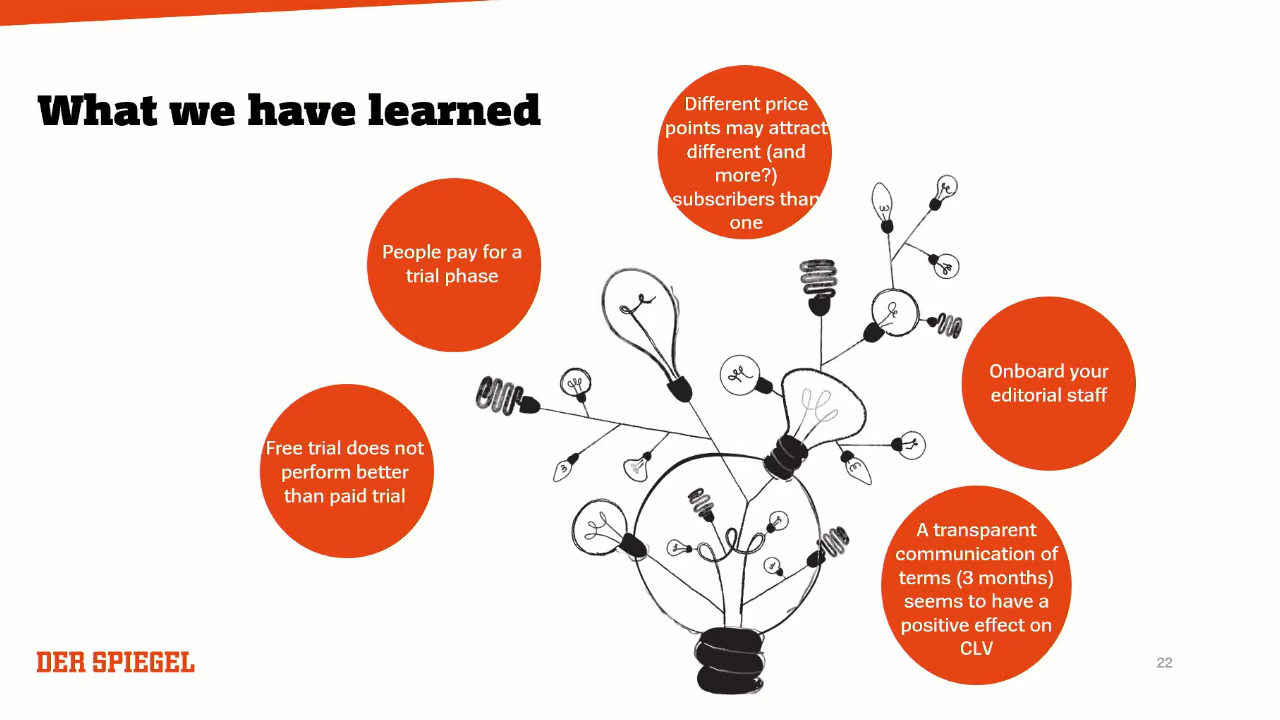 What we have learned
Different price
points may attract
different (and
more?)
subscribers than
one
People pay for a
trial phase
Onboard your
editorial staff
Free trial does not
perform better
than paid trial
A transparent
communication of
terms (3 months)
seems to have a
positive effect on
CLV
DER SPIEGEL
22